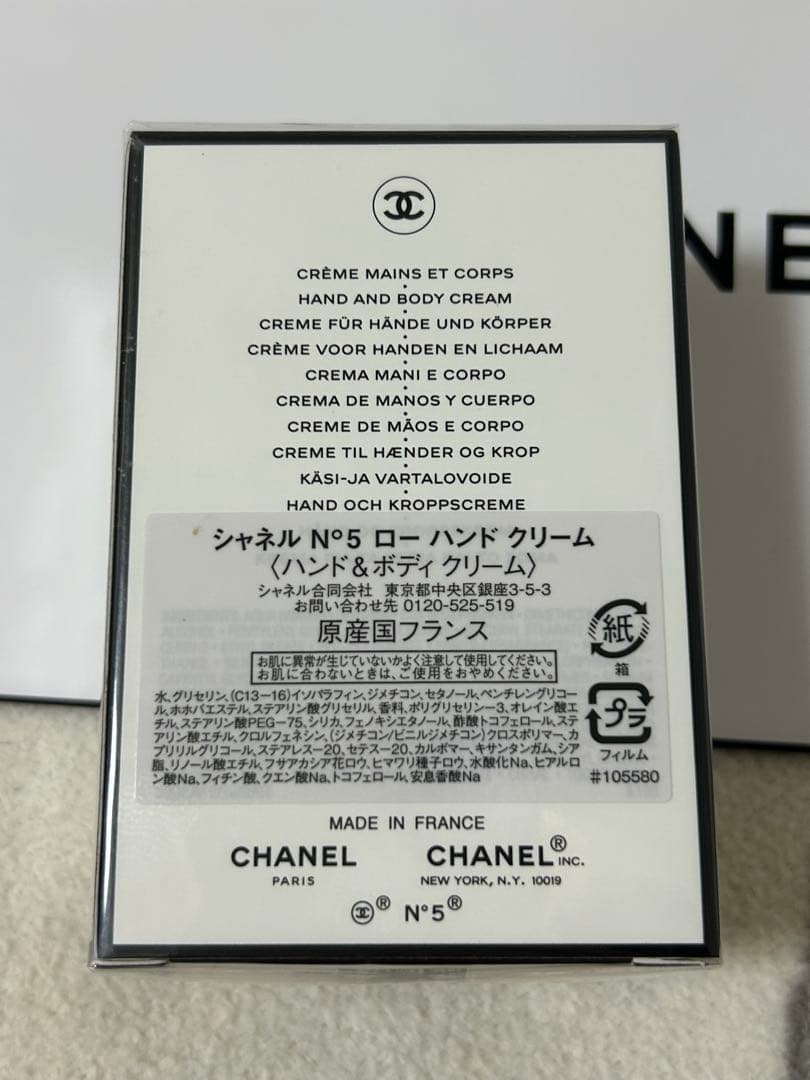 NE
CRÈME MAINS ET CORPS
HAND AND BODY CREAM
CREME FÜR HÄNDE UND KÖRPER
CRÈME VOOR HANDEN EN LICHAAM
CREMA MANI E CORPO
CREMA DE MANOS Y CUERPO
CREME DE MÃOS E CORPO
CREME TIL HÆNDER OG KROP
KÄSI-JA VARTALOVOIDE
HAND OCH KROPPSCREME
シャネル N°5 ロー ハンド クリーム
〈ハンド＆ボディ クリーム〉
シャネル合同会社 東京都中央区銀座3-5-3
お問い合わせ先 0120-525-519
原産国フランス
お肌に異常が生じていないかよく注意して使用してください。
お肌に合わないときは、ご使用をおやめください。
水、グリセリン、(C13-16)イソパラフィン、ジメチコン、セタノール、ペンチレングリコー
ル、ホホバエステル、ステアリン酸グリセリル、香料、ポリグリセリン-3、オレイン酸エ
チル、ステアリン酸PEG-75、シリカ、フェノキシエタノール、酢酸トコフェロール、ステ
アリン酸エチル、クロルフェネシン、(ジメチコン/ビニルジメチコン)クロスポリマー、カ
プリリルグリコール、ステアレス-20、セテス-20、カルボマー、キサンタンガム、シア
脂、リノール酸エチル、フサアカシア花ロウ、ヒマワリ種子ロウ、水酸化Na、ヒアルロ
ン酸Na、フィチン酸、クエン酸Na、トコフェロール、安息香酸Na
紙
箱
プラ
フィルム
#105580
MADE IN FRANCE
CHANEL CHANEL® INC.
PARIS NEW YORK, N.Y. 10019
® N°5®